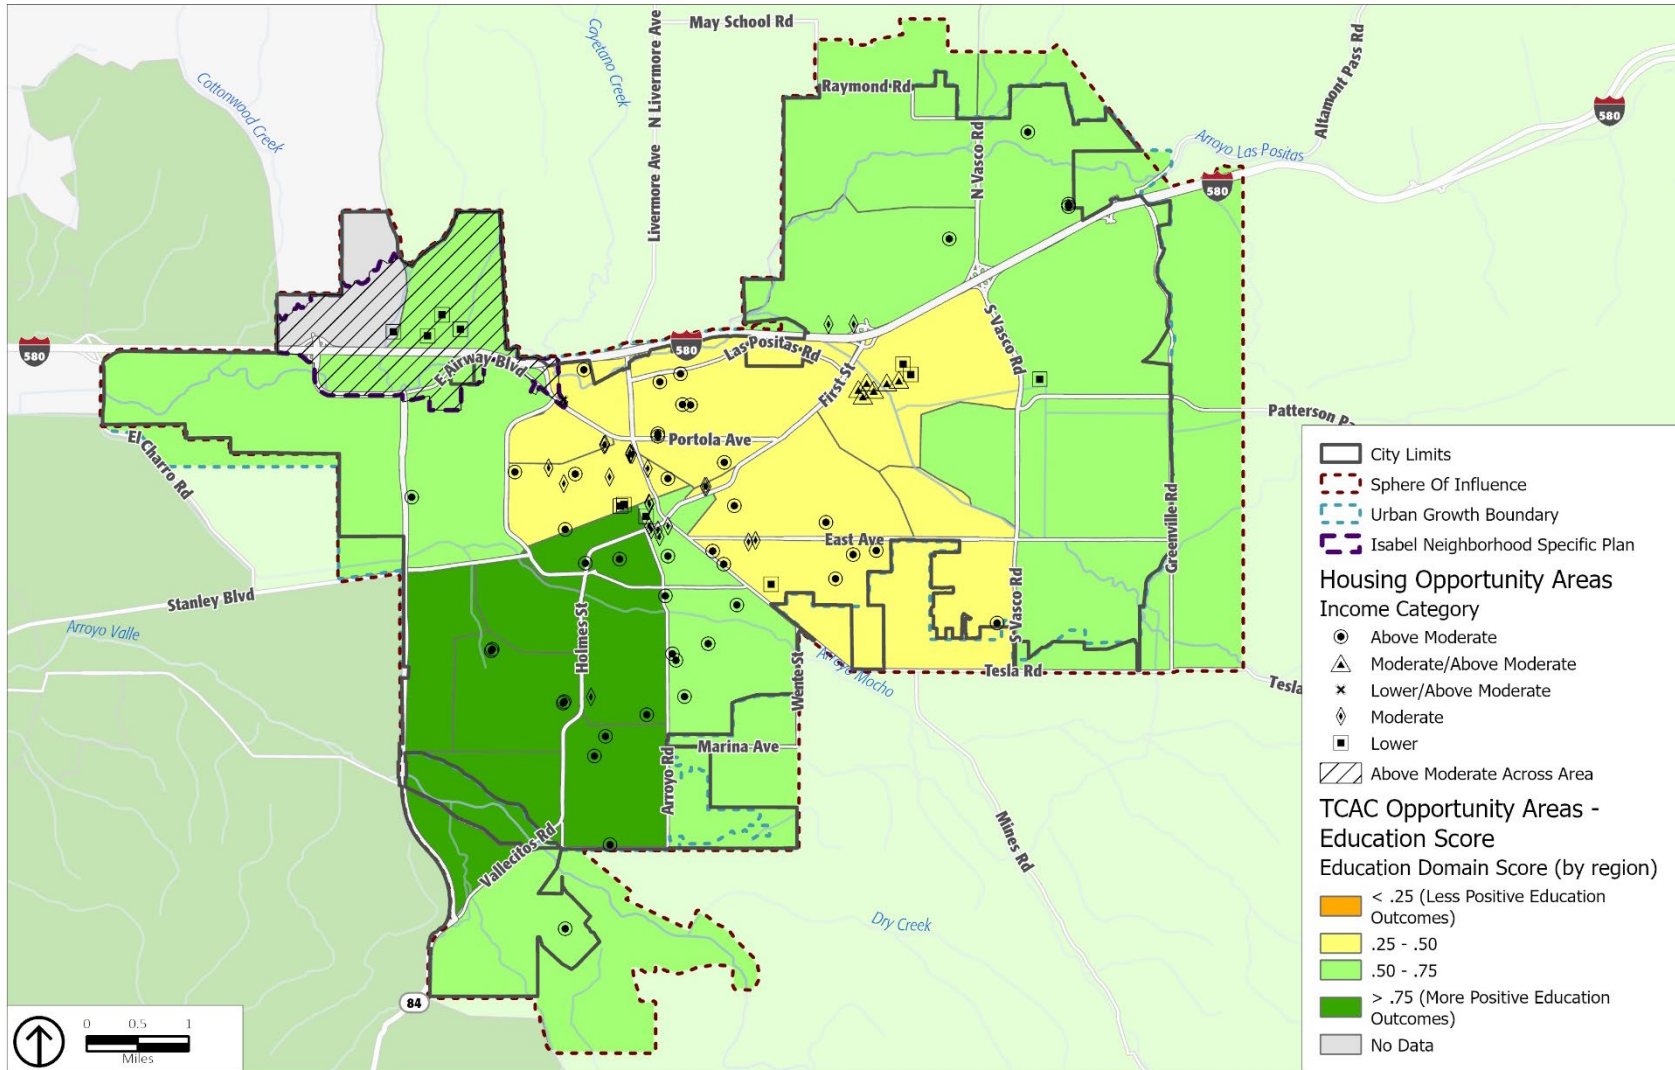 May School Rd
Cayetano Creek
N Livermore Ave
Livermore Ave
Cottonwood Creek
Raymond Rd
N Vasco Rd
Altamont Pass Rd
580
Arroyo Las Positas
580
580
580
Las Positas Rd
E Airway Blvd
S Vasco Rd
First St
Patterson Pa
Portola Ave
El Charro Rd
East Ave
Greenville Rd
Stanley Blvd
S Vasco Rd
Arroyo Valle
Holmes St
Wente St
Arroyo Mocho
Tesla Rd
Tesla
Marina Ave
Arroyo Rd
Mines Rd
Vallecitos Rd
Dry Creek
84
0 0.5 1
Miles
City Limits
Sphere Of Influence
Urban Growth Boundary
Isabel Neighborhood Specific Plan
Housing Opportunity Areas
Income Category
Above Moderate
Moderate/Above Moderate
Lower/Above Moderate
Moderate
Lower
Above Moderate Across Area
TCAC Opportunity Areas -
Education Score
Education Domain Score (by region)
< .25 (Less Positive Education
Outcomes)
.25 - .50
.50 - .75
> .75 (More Positive Education
Outcomes)
No Data